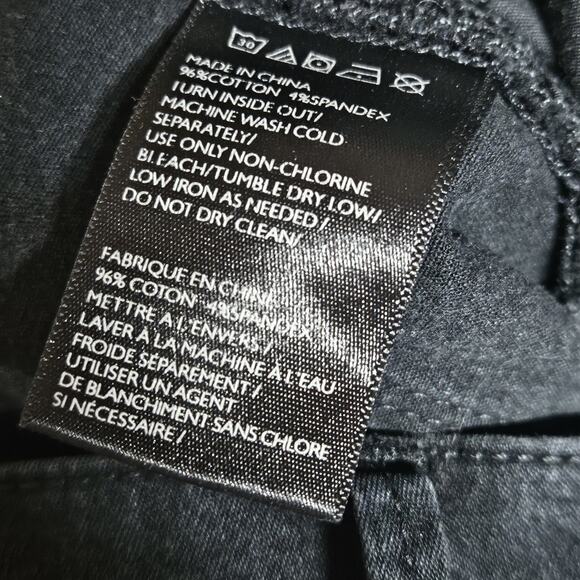 30
MADE IN CHINA
96%COTTON 4%SPANDEX
TURN INSIDE OUT/
MACHINE WASH COLD
SEPARATELY/
USE ONLY NON-CHLORINE
BLEACH/TUMBLE DRY LOW/
LOW IRON AS NEEDED/
DO NOT DRY CLEAN/
FABRIQUE EN CHINE
96% COTON 4%SPANDEX
METTRE À L'ENVERS/
LAVER À LA MACHINE À L'EAU
FROIDE SÉPARÉMENT/
UTILISER UN AGENT
DE BLANCHIMENT SANS CHLORE
SI NÉCESSAIRE/